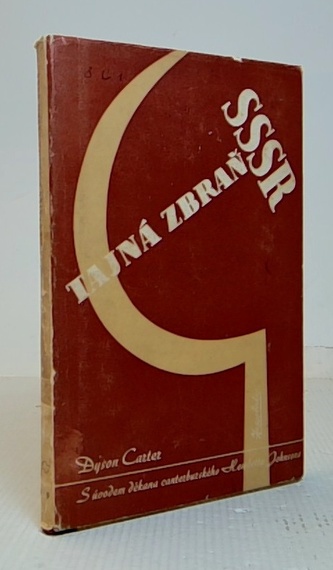 TAJNÁ ZBRAŇ
SSSR
Dyson Carter
S úvodem děkana canterburského Johnsona